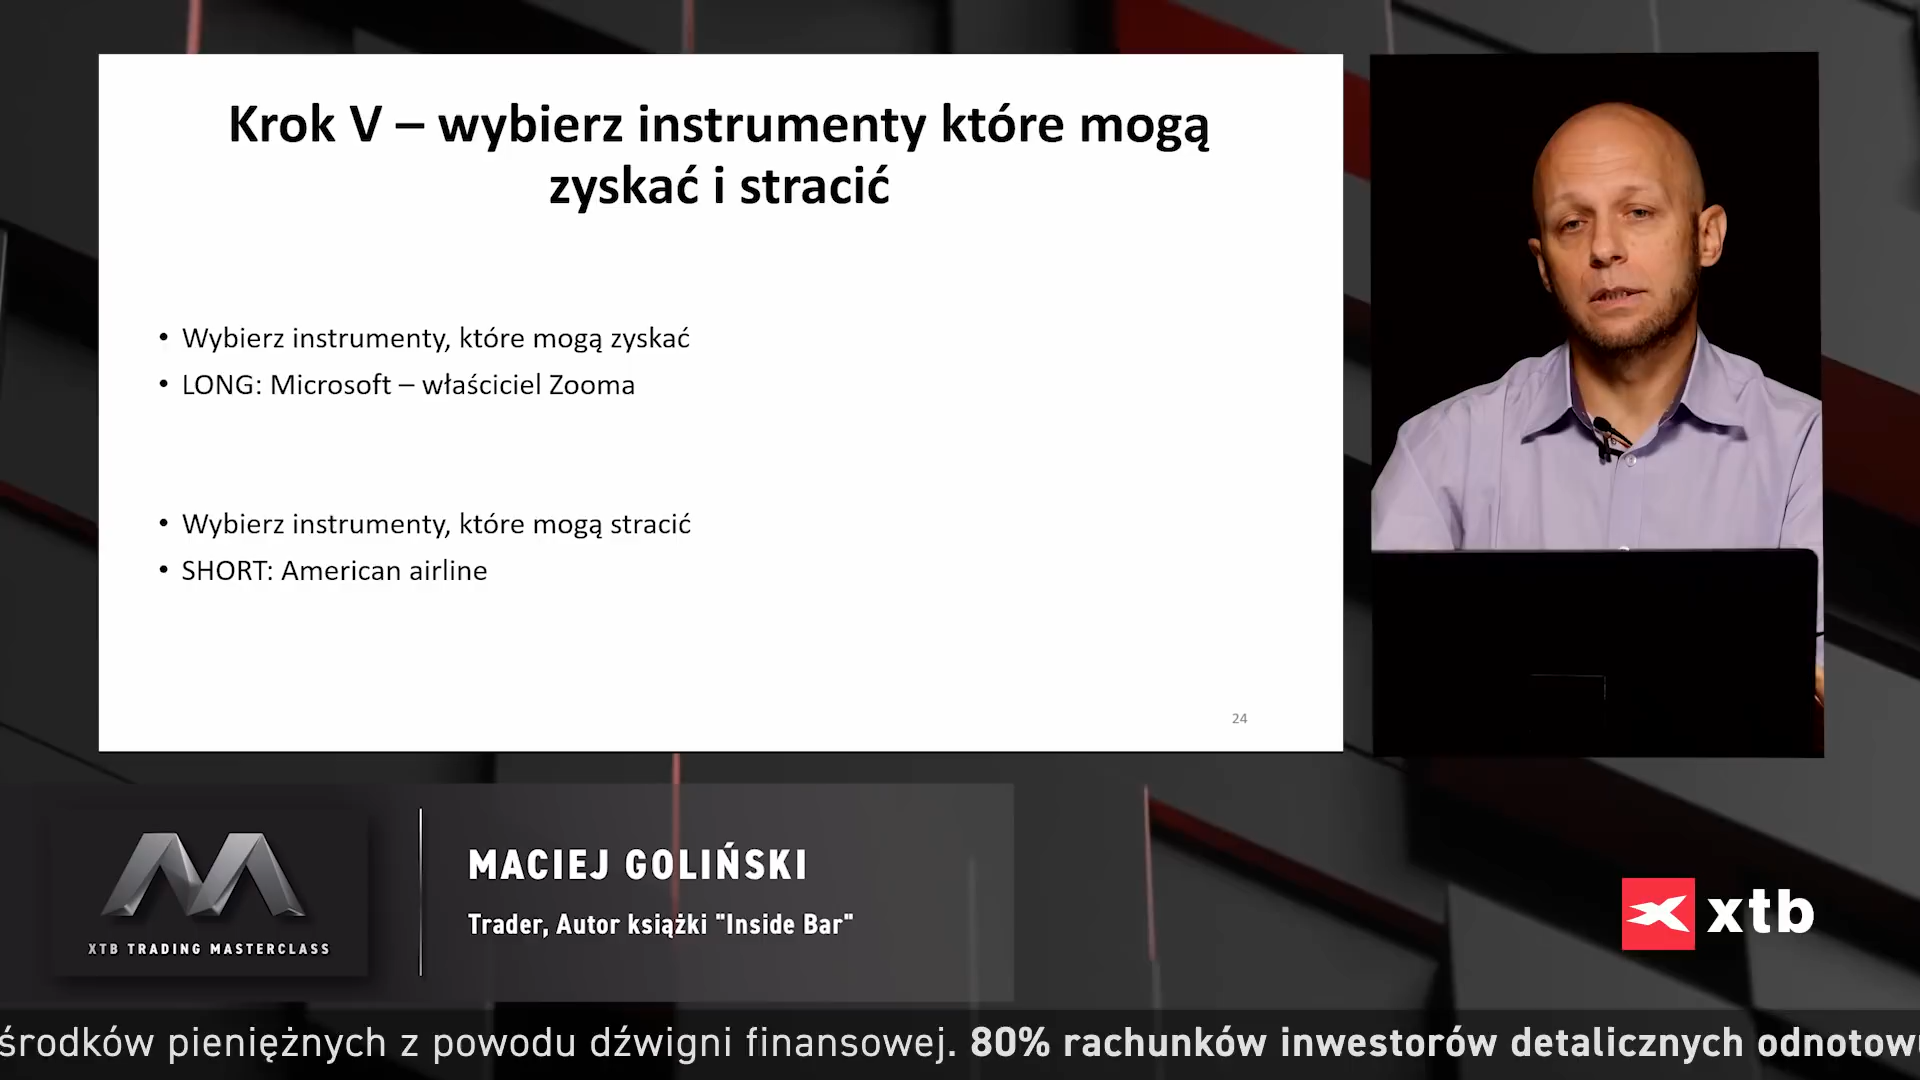 Krok V – wybierz instrumenty które mogą
zyskać i stracić
• Wybierz instrumenty, które mogą zyskać
• LONG: Microsoft – właściciel Zooma
• Wybierz instrumenty, które mogą stracić
• SHORT: American airline
24
XTB TRADING MASTERCLASS
MACIEJ GOLIŃSKI
Trader, Autor książki "Inside Bar"
xtb
środków pieniężnych z powodu dźwigni finansowej. 80% rachunków inwestorów detalicznych odnotow